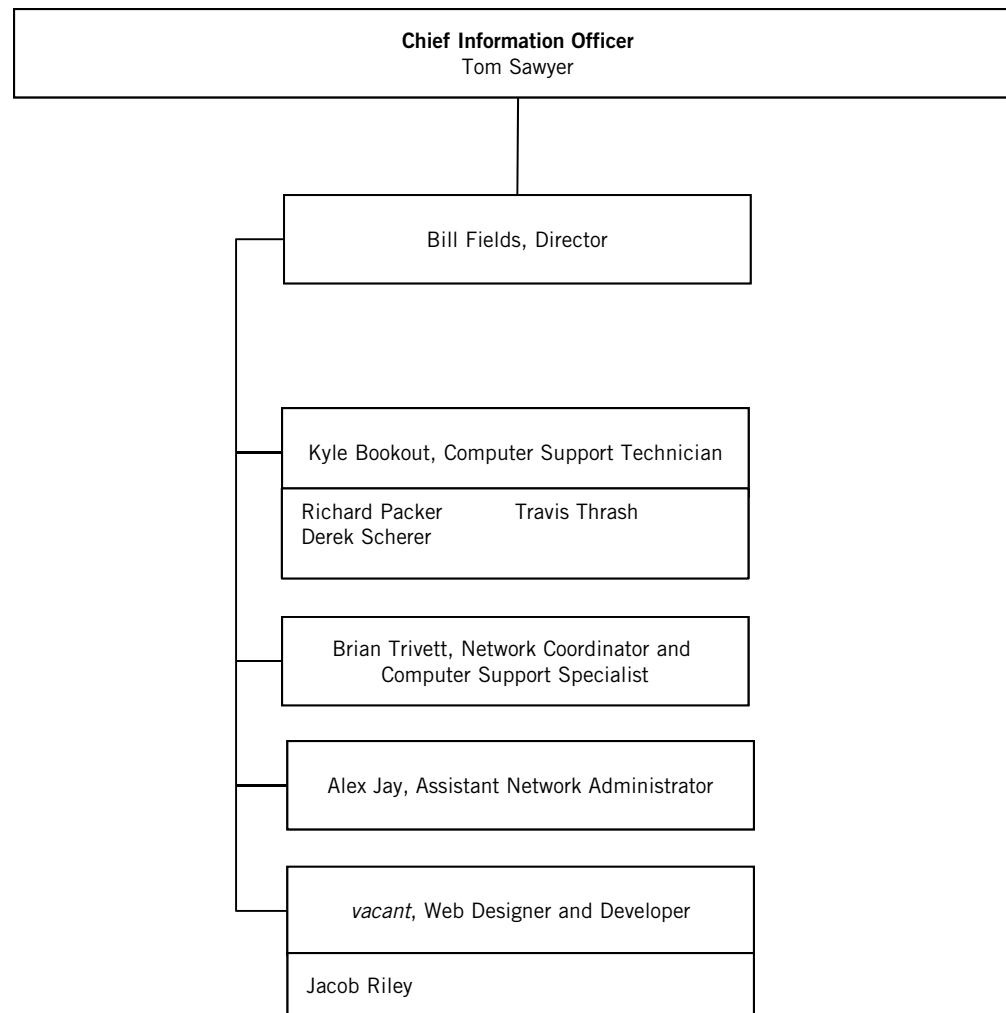 Chief Information Officer
Tom Sawyer
Bill Fields, Director
Kyle Bookout, Computer Support Technician
Richard Packer Travis Thrash
Derek Scherer
Brian Trivett, Network Coordinator and
Computer Support Specialist
Alex Jay, Assistant Network Administrator
vacant, Web Designer and Developer
Jacob Riley